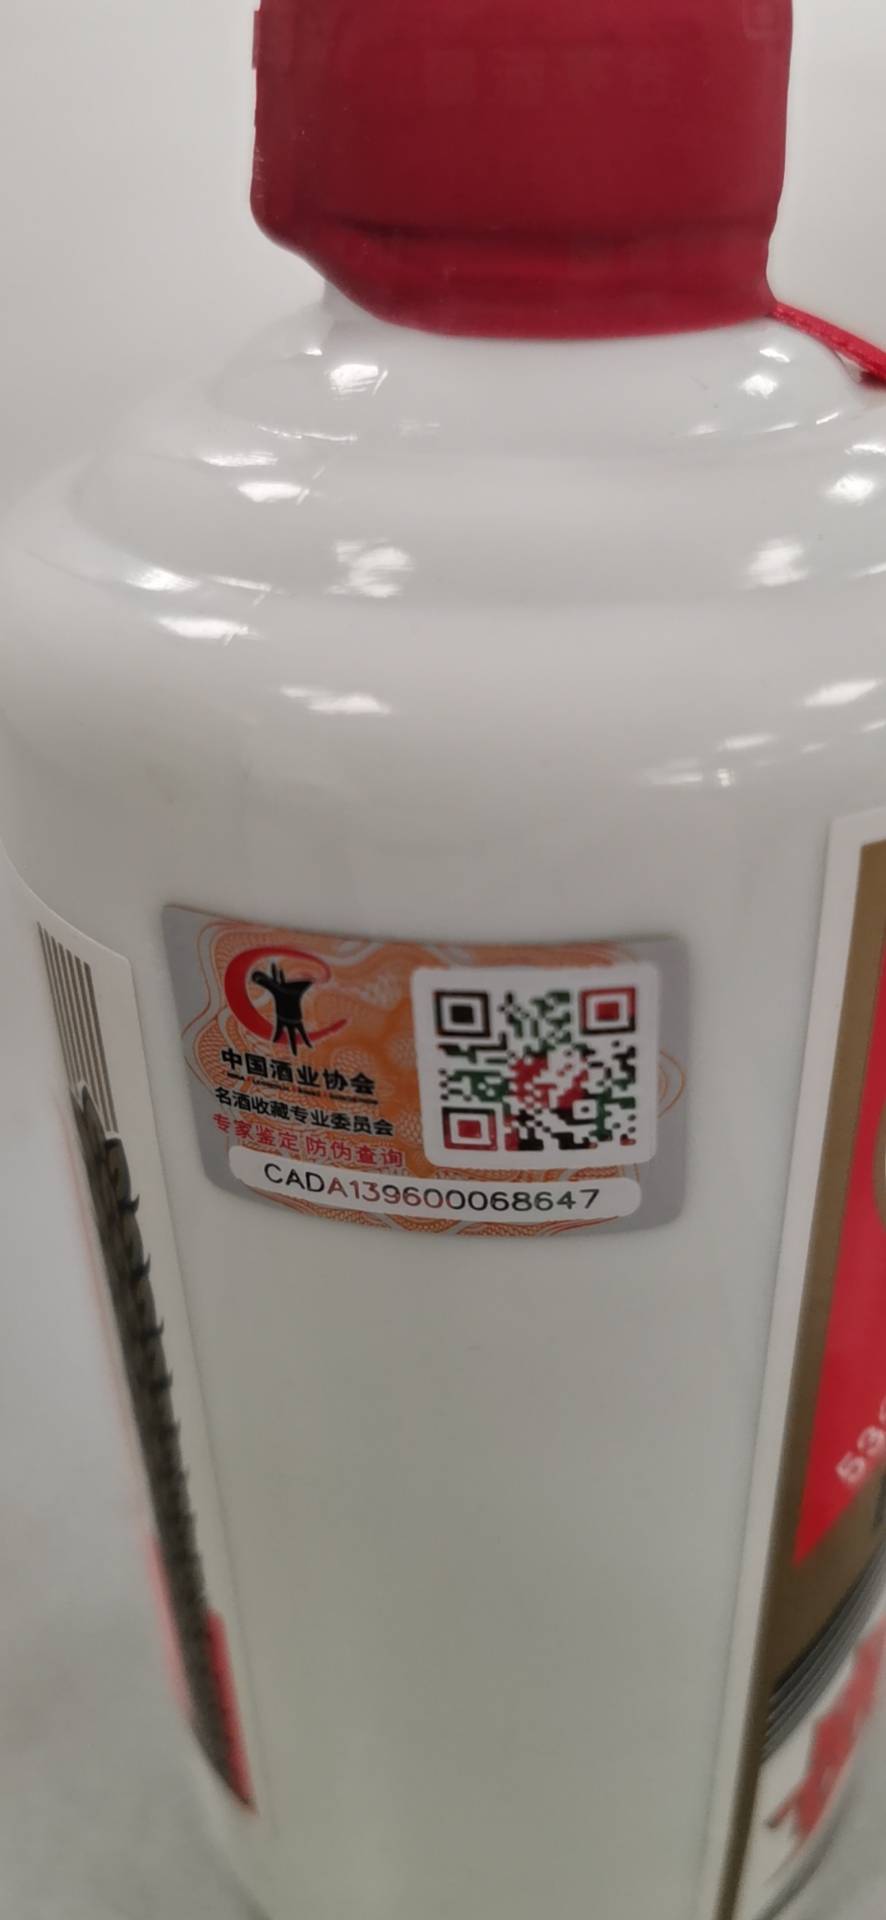 中国酒业协会
名酒收藏专业委员会
专家鉴定 防伪查询
CADA139600068647
53